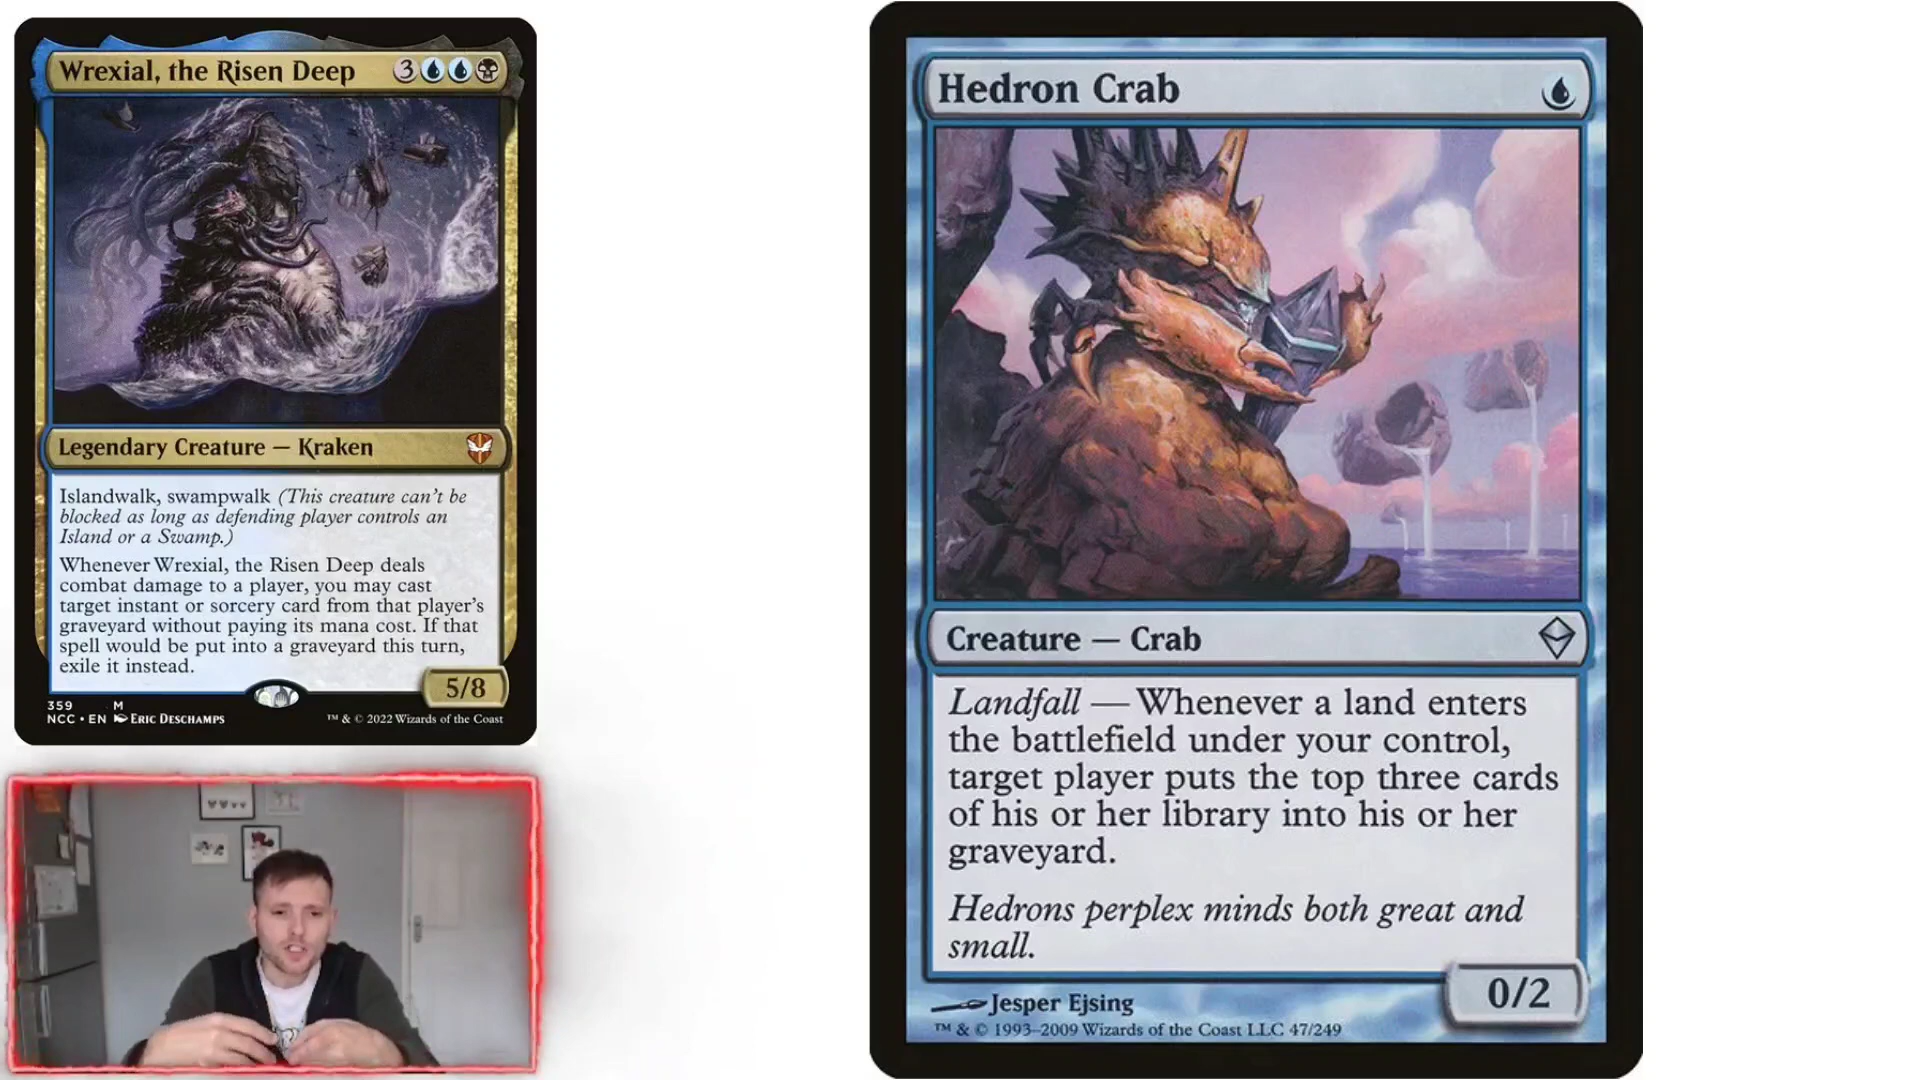 Wrexial, the Risen Deep 3
Legendary Creature — Kraken
Islandwalk, swampwalk (This creature can't be
blocked as long as defending player controls an
Island or a Swamp.)
Whenever Wrexial, the Risen Deep deals
combat damage to a player, you may cast
target instant or sorcery card from that player's
graveyard without paying its mana cost. If that
spell would be put into a graveyard this turn,
exile it instead.
5/8
359 M
NCC • EN Eric Deschamps
™ & © 2022 Wizards of the Coast
Hedron Crab
Creature — Crab
Landfall — Whenever a land enters
the battlefield under your control,
target player puts the top three cards
of his or her library into his or her
graveyard.
Hedrons perplex minds both great and
small.
0/2
Jesper Ejsing
™ & © 1993–2009 Wizards of the Coast LLC 47/249